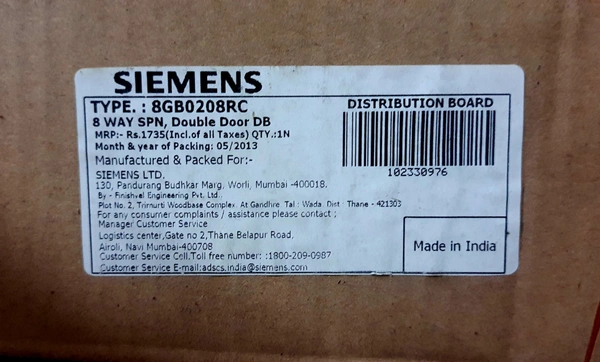 SIEMENS
TYPE. : 8GB0208RC
DISTRIBUTION BOARD
8 WAY SPN, Double Door DB
MRP:- Rs.1735(Incl.of all Taxes) QTY.:1N
Month & year of Packing: 05/2013
102330976
Manufactured & Packed For:-
SIEMENS LTD.
130, Pandurang Budhkar Marg, Worli, Mumbai -400018.
By - Finishvel Engineering Pvt. Ltd..
Plot No. 2, Trimurti Woodbase Complex At Gandhre Tal : Wada Dist : Thane - 421303
For any consumer complaints / assistance please contact ;
Manager Customer Service
Logistics center,Gate no 2,Thane Belapur Road,
Airoli, Navi Mumbai-400708
Customer Service Cell.Toll free number: :1800-209-0987
Customer Service E-mail:adscs.india@siemens.com
Made in India